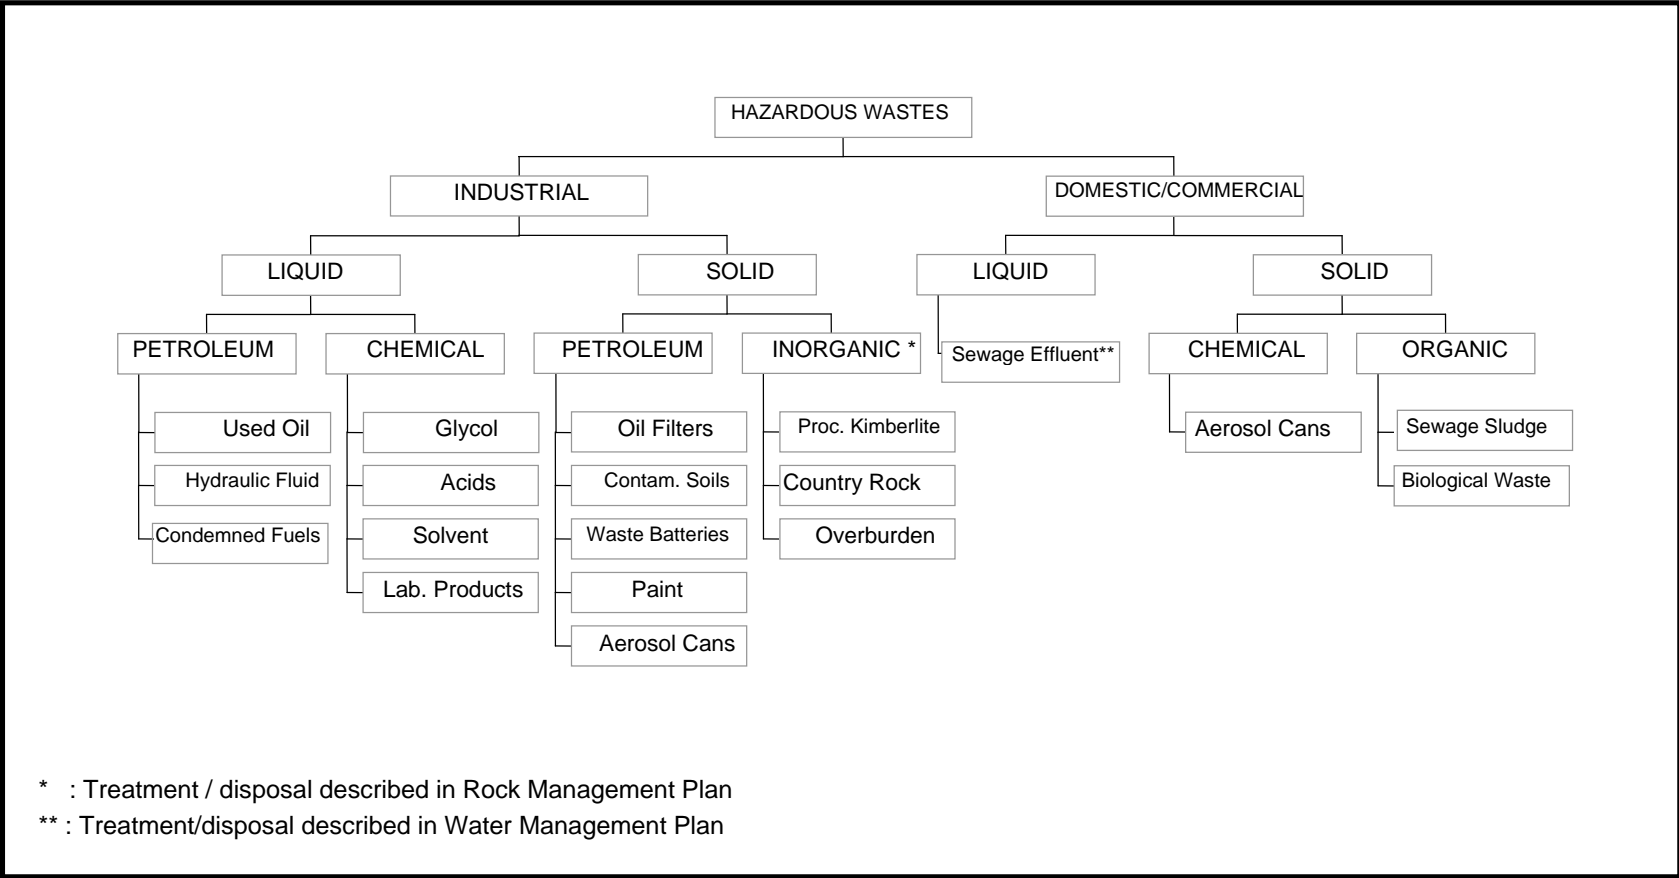 HAZARDOUS WASTES
INDUSTRIAL
DOMESTIC/COMMERCIAL
LIQUID
SOLID
LIQUID
SOLID
PETROLEUM
CHEMICAL
PETROLEUM
INORGANIC *
Sewage Effluent**
CHEMICAL
ORGANIC
Used Oil
Hydraulic Fluid
Condemned Fuels
Glycol
Acids
Solvent
Lab. Products
Oil Filters
Contam. Soils
Waste Batteries
Paint
Aerosol Cans
Proc. Kimberlite
Country Rock
Overburden
Aerosol Cans
Sewage Sludge
Biological Waste
* : Treatment / disposal described in Rock Management Plan
** : Treatment/disposal described in Water Management Plan